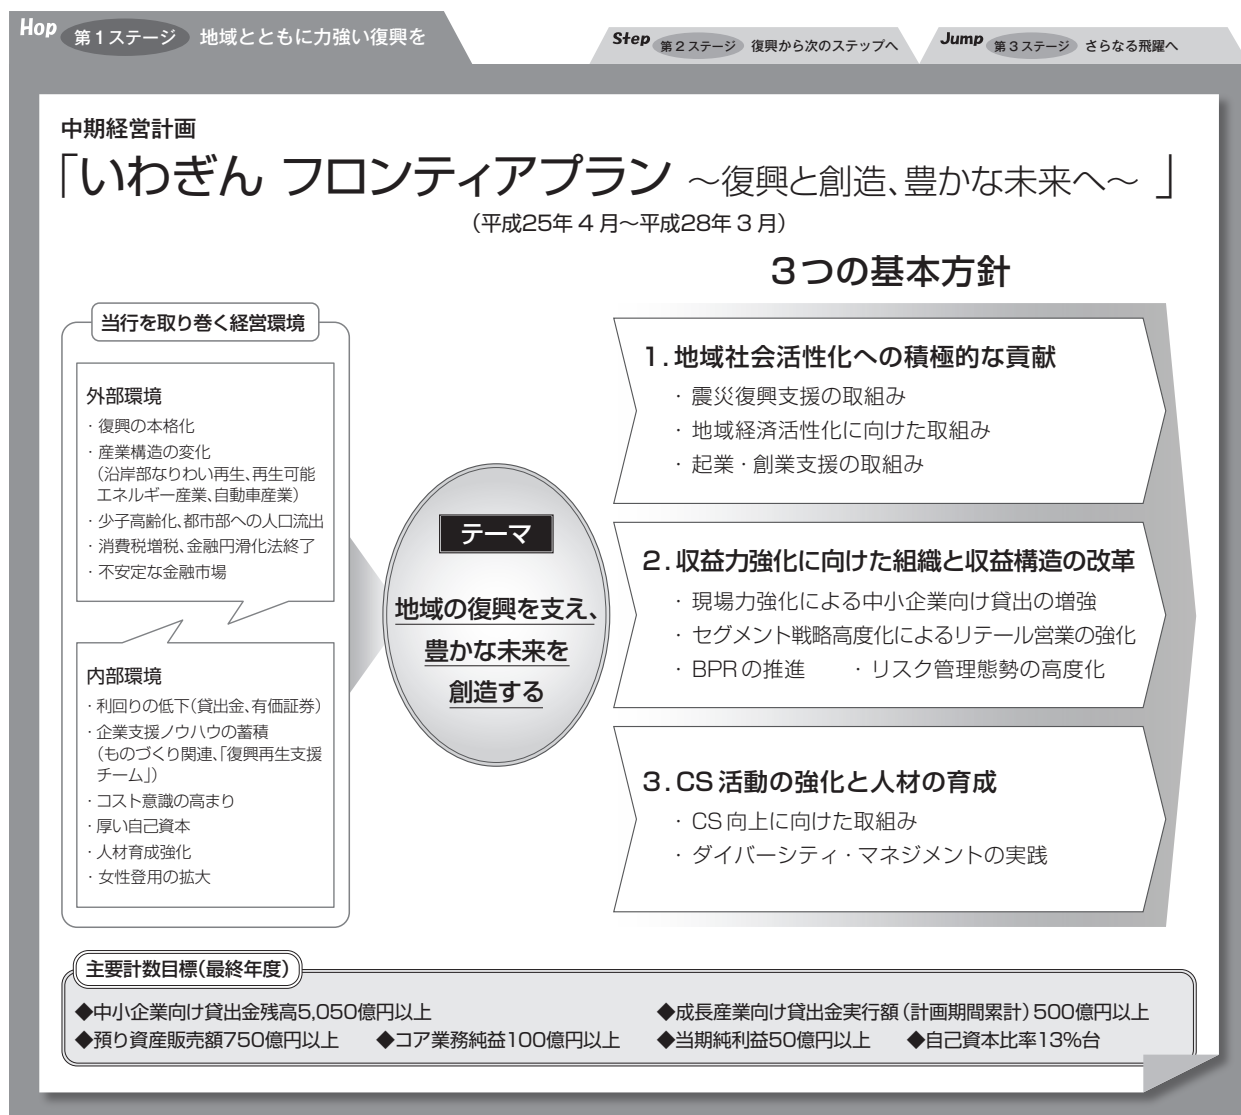 Hop 第1ステージ 地域とともに力強い復興を
Step 第2ステージ 復興から次のステップへ
Jump 第3ステージ さらなる飛躍へ
中期経営計画
「いわぎん フロンティアプラン ～復興と創造、豊かな未来へ～ 」
（平成25年4月～平成28年3月）
3つの基本方針
当行を取り巻く経営環境
外部環境
・復興の本格化
・産業構造の変化
（沿岸部なりわい再生、再生可能
エネルギー産業、自動車産業）
・少子高齢化、都市部への人口流出
・消費税増税、金融円滑化法終了
・不安定な金融市場
内部環境
・利回りの低下（貸出金、有価証券）
・企業支援ノウハウの蓄積
（ものづくり関連、「復興再生支援
チーム」）
・コスト意識の高まり
・厚い自己資本
・人材育成強化
・女性登用の拡大
テーマ
地域の復興を支え、
豊かな未来を
創造する
1．地域社会活性化への積極的な貢献
・震災復興支援の取組み
・地域経済活性化に向けた取組み
・起業・創業支援の取組み
2．収益力強化に向けた組織と収益構造の改革
・現場力強化による中小企業向け貸出の増強
・セグメント戦略高度化によるリテール営業の強化
・BPRの推進 ・リスク管理態勢の高度化
3．CS活動の強化と人材の育成
・CS向上に向けた取組み
・ダイバーシティ・マネジメントの実践
主要計数目標（最終年度）
◆中小企業向け貸出金残高5,050億円以上 ◆成長産業向け貸出金実行額（計画期間累計）500億円以上
◆預り資産販売額750億円以上 ◆コア業務純益100億円以上 ◆当期純利益50億円以上 ◆自己資本比率13%台